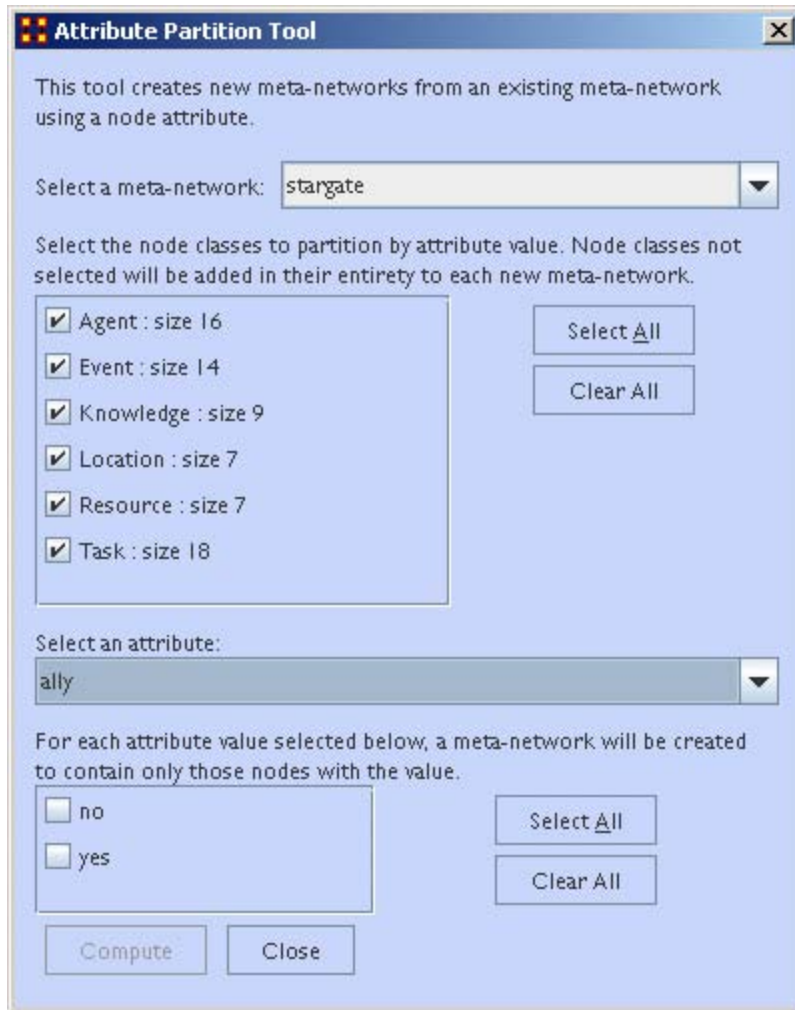 Attribute Partition Tool
This tool creates new meta-networks from an existing meta-network
using a node attribute.
Select a meta-network: stargate
Select the node classes to partition by attribute value. Node classes not
selected will be added in their entirety to each new meta-network.
Agent : size 16
Event : size 14
Knowledge : size 9
Location : size 7
Resource : size 7
Task : size 18
Select All
Clear All
Select an attribute:
ally
For each attribute value selected below, a meta-network will be created
to contain only those nodes with the value.
no
yes
Select All
Clear All
Compute
Close